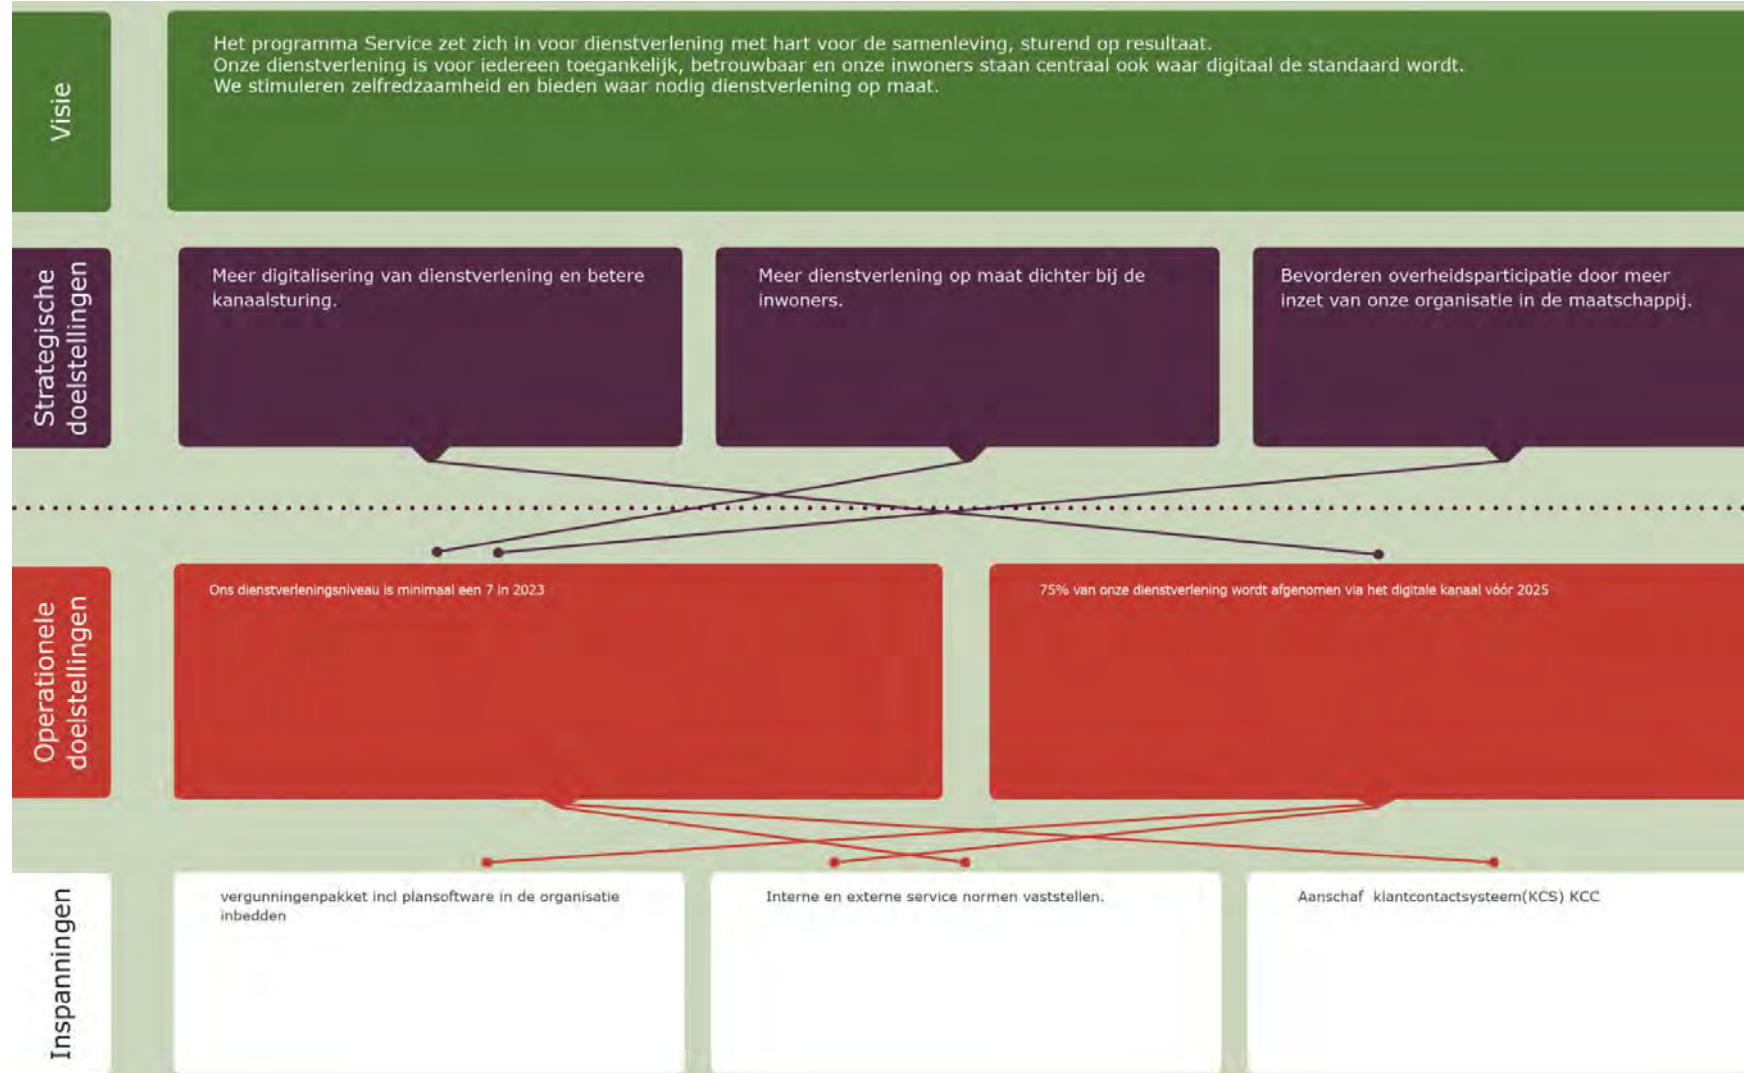 Visie
Het programma Service zet zich in voor dienstverlening met hart voor de samenleving, sturend op resultaat.
Onze dienstverlening is voor iedereen toegankelijk, betrouwbaar en onze inwoners staan centraal ook waar digitaal de standaard wordt.
We stimuleren zelfredzaamheid en bieden waar nodig dienstverlening op maat.
Strategische
doelstellingen
Meer digitalisering van dienstverlening en betere
kanaalsturing.
Meer dienstverlening op maat dichter bij de
inwoners.
Bevorderen overheidsparticipatie door meer
inzet van onze organisatie in de maatschappij.
Operationele
doelstellingen
Ons dienstverleningsniveau is minimaal een 7 in 2023
75% van onze dienstverlening wordt afgenomen via het digitale kanaal vóór 2025
Inspanningen
vergunningenpakket incl plansoftware in de organisatie
inbedden
Interne en externe service normen vaststellen.
Aanschaf klantcontactsysteem(KCS) KCC